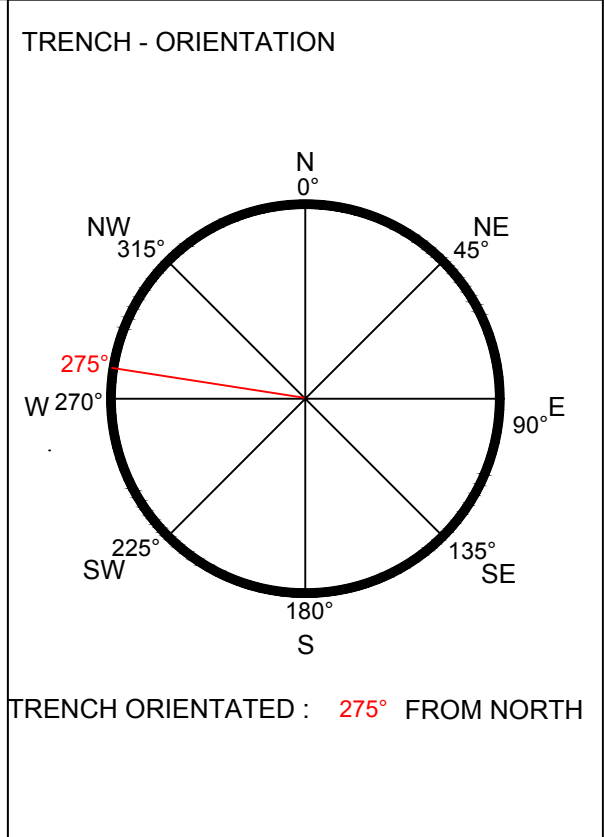 TRENCH - ORIENTATION
N
0°
NW
315°
NE
45°
275°
W 270°
90° E
225°
SW
135°
SE
180°
S
TRENCH ORIENTATED : 275° FROM NORTH